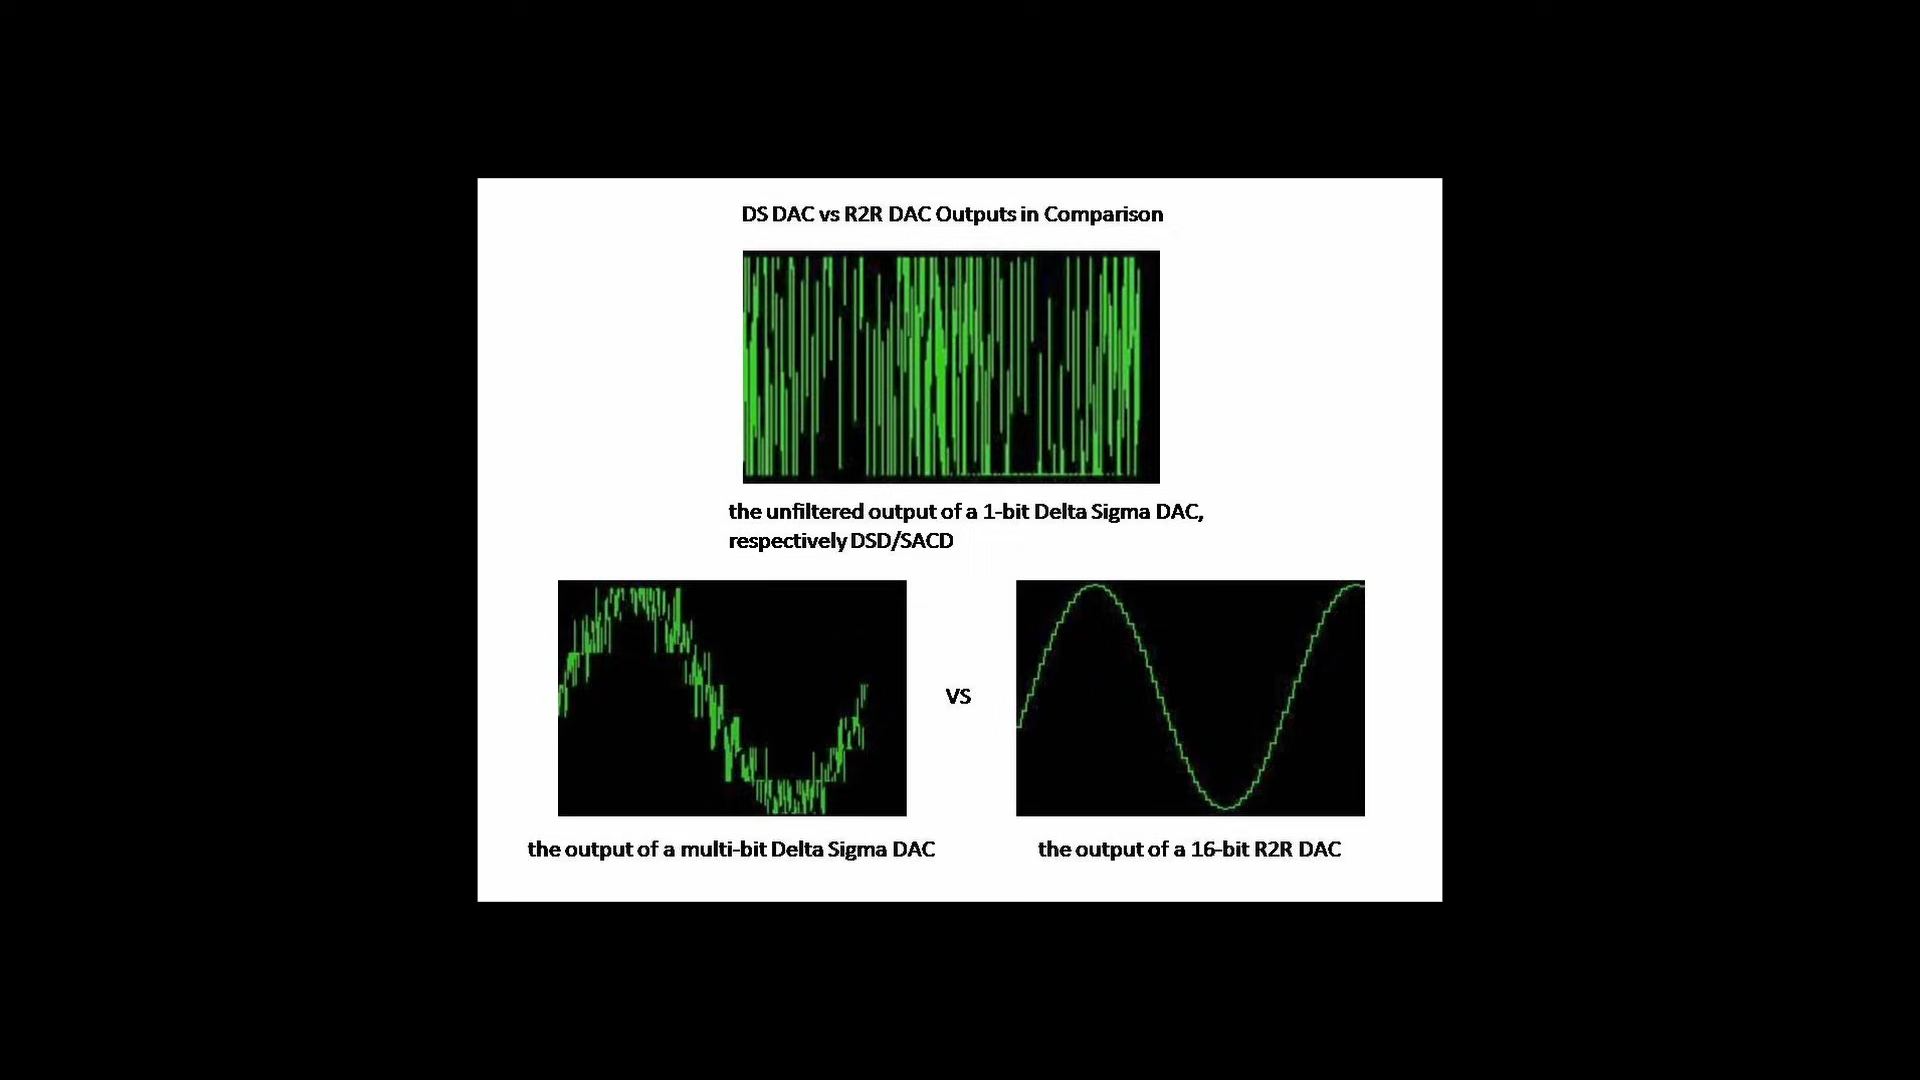 DS DAC vs R2R DAC Outputs in Comparison
the unfiltered output of a 1-bit Delta Sigma DAC,
respectively DSD/SACD
VS
the output of a multi-bit Delta Sigma DAC
the output of a 16-bit R2R DAC